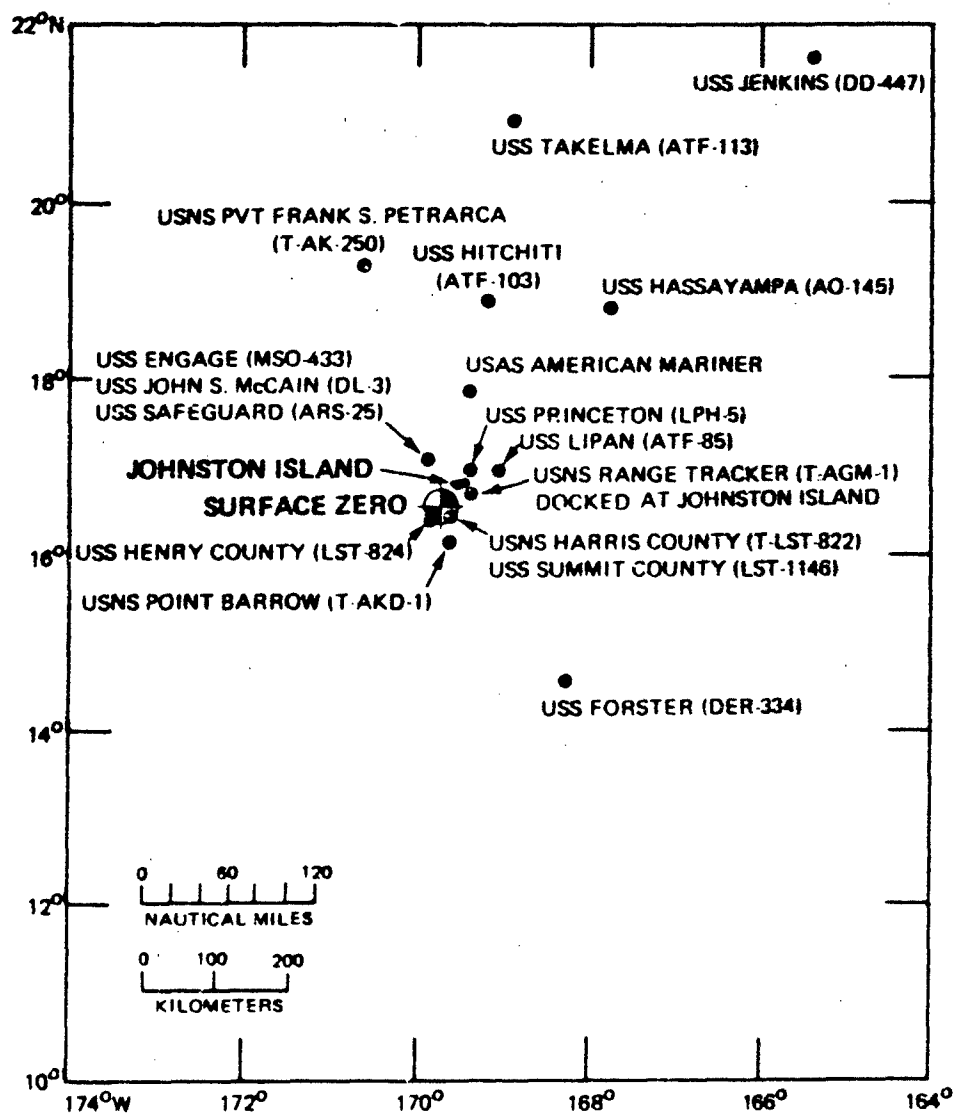 22°N
USS JENKINS (DD-447)
USS TAKELMA (ATF-113)
20°
USNS PVT FRANK S. PETRARCA
(T-AK-250)
USS HITCHITI
(ATF-103)
USS HASSAYAMPA (AO-145)
18°
USS ENGAGE (MSO-433)
USS JOHN S. McCAIN (DL-3)
USS SAFEGUARD (ARS-25)
USAS AMERICAN MARINER
USS PRINCETON (LPH-5)
USS LIPAN (ATF-85)
JOHNSTON ISLAND
USNS RANGE TRACKER (T-AGM-1)
DOCKED AT JOHNSTON ISLAND
SURFACE ZERO
16°
USS HENRY COUNTY (LST-824)
USNS HARRIS COUNTY (T-LST-822)
USS SUMMIT COUNTY (LST-1146)
USNS POINT BARROW (T-AKD-1)
USS FORSTER (DER-334)
14°
0 60 120
NAUTICAL MILES
12°
0 100 200
KILOMETERS
10°
174°W 172° 170° 168° 166° 164°